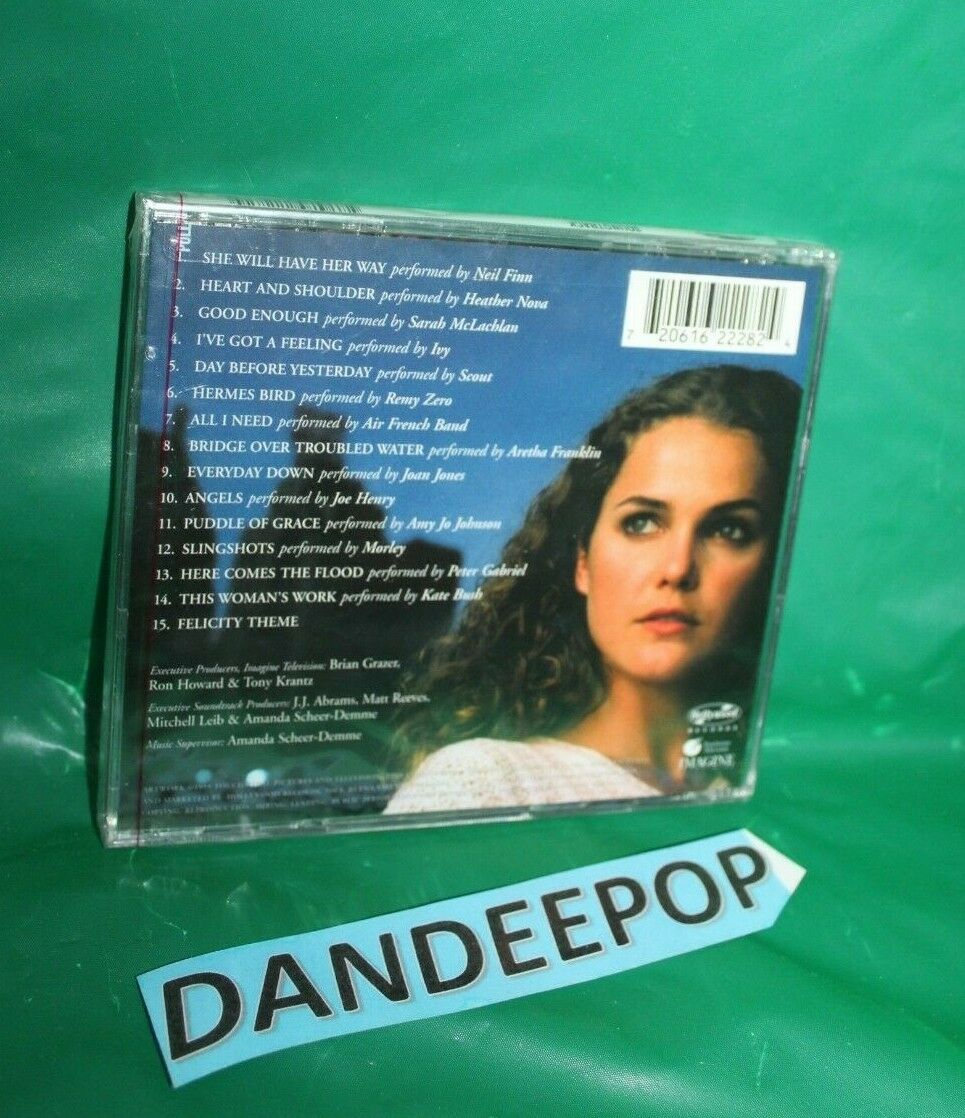 PULL
SHE WILL HAVE HER WAY performed by Neil Finn
2. HEART AND SHOULDER performed by Heather Nova
3. GOOD ENOUGH performed by Sarah McLachlan
4. I'VE GOT A FEELING performed by Ivy
5. DAY BEFORE YESTERDAY performed by Scout
6. HERMES BIRD performed by Remy Zero
7. ALL I NEED performed by Air French Band
8. BRIDGE OVER TROUBLED WATER performed by Aretha Franklin
9. EVERYDAY DOWN performed by Joan Jones
10. ANGELS performed by Joe Henry
11. PUDDLE OF GRACE performed by Amy Jo Johnson
12. SLINGSHOTS performed by Morley
13. HERE COMES THE FLOOD performed by Peter Gabriel
14. THIS WOMAN'S WORK performed by Kate Bush
15. FELICITY THEME
7 20616 22282 4
Executive Producers, Imagine Television: Brian Grazer,
Ron Howard & Tony Krantz
Executive Soundtrack Producers: J.J. Abrams, Matt Reeves,
Mitchell Leib & Amanda Scheer-Demme
Music Supervisor: Amanda Scheer-Demme
Hollywood
RECORDS
IMAGINE
DANDEEPOP